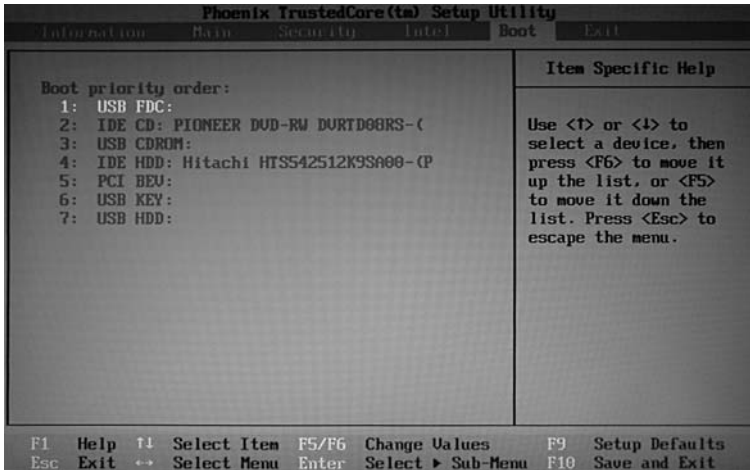 Phoenix TrustedCore(tm) Setup Utility
Information Main Security Intel Boot Exit
Boot priority order:
1: USB FDC:
2: IDE CD: PIONEER DVD-RW DVRTD08RS-(
3: USB CDROM:
4: IDE HDD: Hitachi HTS542512K9SA00-(P
5: PCI BEV:
6: USB KEY:
7: USB HDD:
Item Specific Help
Use <↑> or <↓> to
select a device, then
press <F6> to move it
up the list, or <F5>
to move it down the
list. Press <Esc> to
escape the menu.
F1 Help ↑↓ Select Item F5/F6 Change Values F9 Setup Defaults
Esc Exit ↔ Select Menu Enter Select ▶ Sub-Menu F10 Save and Exit